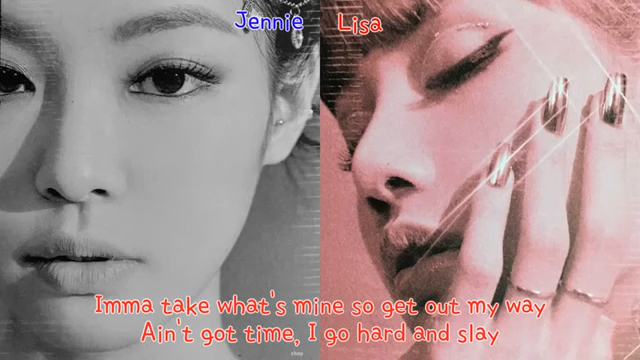 Jennie
Lisa
Imma take what's mine so get out my way
Ain't got time, I go hard and slay